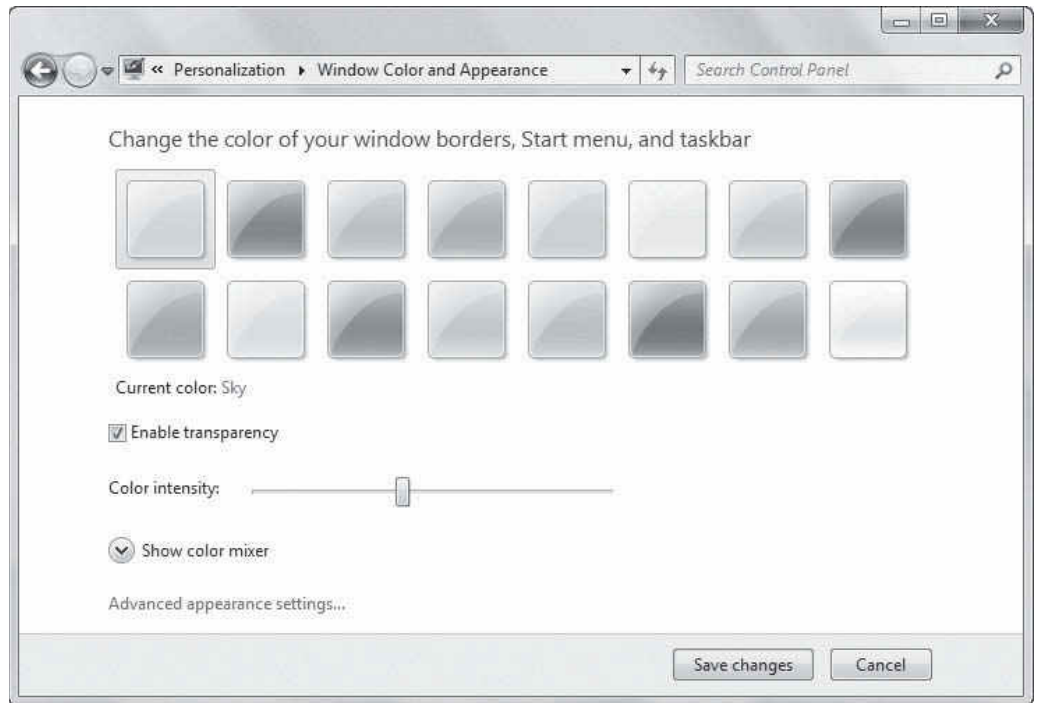 « Personalization ▸ Window Color and Appearance
Search Control Panel
Change the color of your window borders, Start menu, and taskbar
Current color: Sky
Enable transparency
Color intensity:
Show color mixer
Advanced appearance settings...
Save changes Cancel